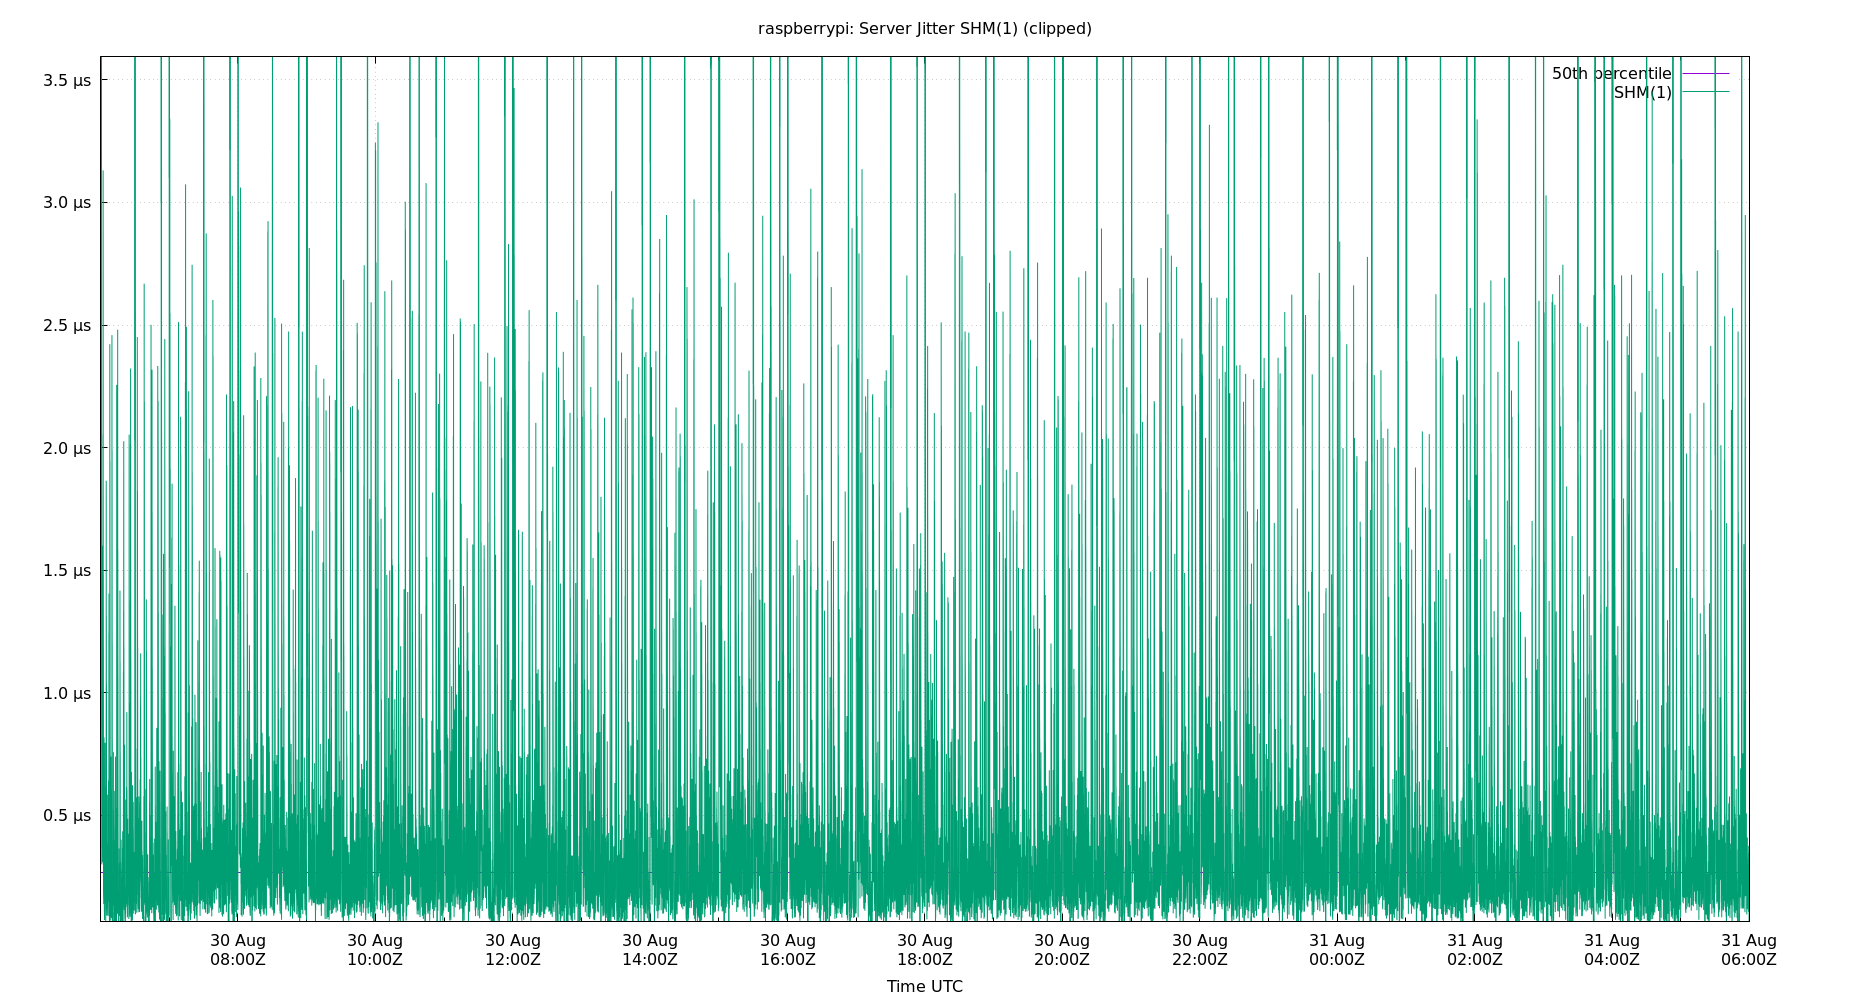 raspberrypi: Server Jitter SHM(1) (clipped)
50th percentile
SHM(1)
3.5 µs
3.0 µs
2.5 µs
2.0 µs
1.5 µs
1.0 µs
0.5 µs
30 Aug 30 Aug 30 Aug 30 Aug 30 Aug 30 Aug 30 Aug 30 Aug 31 Aug 31 Aug 31 Aug 31 Aug
08:00Z 10:00Z 12:00Z 14:00Z 16:00Z 18:00Z 20:00Z 22:00Z 00:00Z 02:00Z 04:00Z 06:00Z
Time UTC